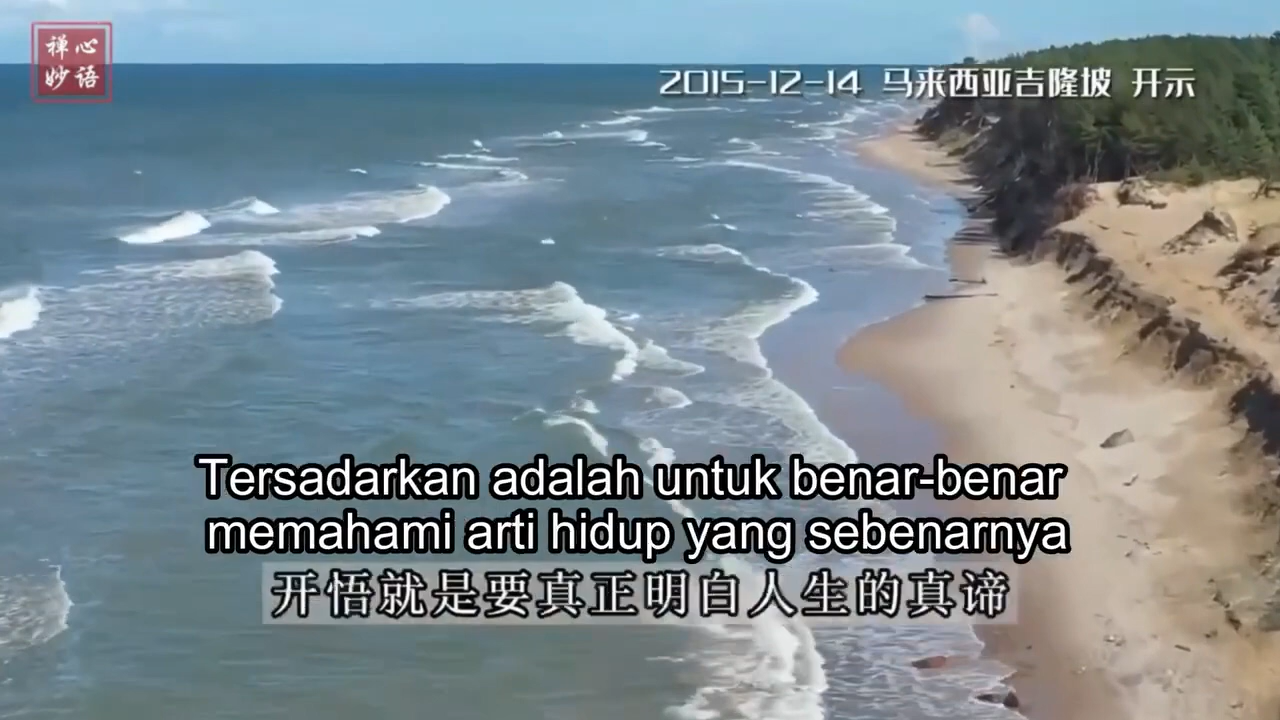 禅心
妙语
2015-12-14 马来西亚吉隆坡 开示
Tersadarkan adalah untuk benar-benar
memahami arti hidup yang sebenarnya
开悟就是要真正明白人生的真谛